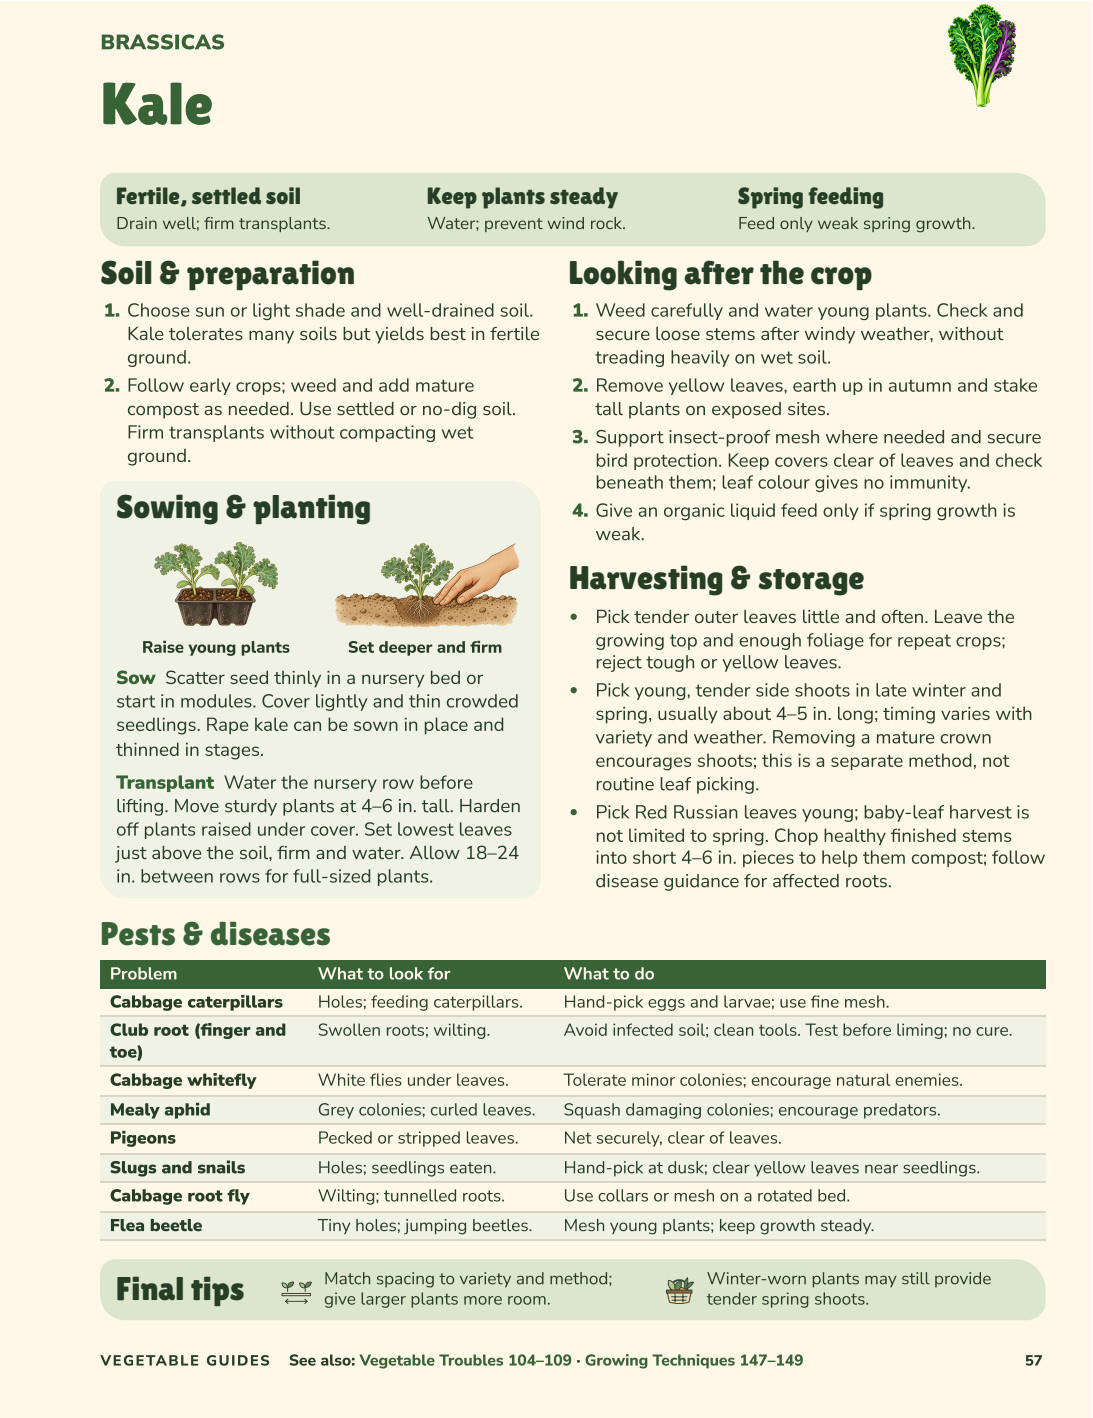 BRASSICAS
Kale
Fertile, settled soil
Drain well; firm transplants.
Keep plants steady
Water; prevent wind rock.
Spring feeding
Feed only weak spring growth.
Soil & preparation
1. Choose sun or light shade and well-drained soil.
Kale tolerates many soils but yields best in fertile
ground.
2. Follow early crops; weed and add mature
compost as needed. Use settled or no-dig soil.
Firm transplants without compacting wet
ground.
Sowing & planting
Raise young plants
Set deeper and firm
Sow Scatter seed thinly in a nursery bed or
start in modules. Cover lightly and thin crowded
seedlings. Rape kale can be sown in place and
thinned in stages.
Transplant Water the nursery row before
lifting. Move sturdy plants at 4–6 in. tall. Harden
off plants raised under cover. Set lowest leaves
just above the soil, firm and water. Allow 18–24
in. between rows for full-sized plants.
Looking after the crop
1. Weed carefully and water young plants. Check and
secure loose stems after windy weather, without
treading heavily on wet soil.
2. Remove yellow leaves, earth up in autumn and stake
tall plants on exposed sites.
3. Support insect-proof mesh where needed and secure
bird protection. Keep covers clear of leaves and check
beneath them; leaf colour gives no immunity.
4. Give an organic liquid feed only if spring growth is
weak.
Harvesting & storage
• Pick tender outer leaves little and often. Leave the
growing top and enough foliage for repeat crops;
reject tough or yellow leaves.
• Pick young, tender side shoots in late winter and
spring, usually about 4–5 in. long; timing varies with
variety and weather. Removing a mature crown
encourages shoots; this is a separate method, not
routine leaf picking.
• Pick Red Russian leaves young; baby-leaf harvest is
not limited to spring. Chop healthy finished stems
into short 4–6 in. pieces to help them compost; follow
disease guidance for affected roots.
Pests & diseases
Problem What to look for What to do
Cabbage caterpillars Holes; feeding caterpillars. Hand-pick eggs and larvae; use fine mesh.
Club root (finger and Swollen roots; wilting. Avoid infected soil; clean tools. Test before liming; no cure.
toe)
Cabbage whitefly White flies under leaves. Tolerate minor colonies; encourage natural enemies.
Mealy aphid Grey colonies; curled leaves. Squash damaging colonies; encourage predators.
Pigeons Pecked or stripped leaves. Net securely, clear of leaves.
Slugs and snails Holes; seedlings eaten. Hand-pick at dusk; clear yellow leaves near seedlings.
Cabbage root fly Wilting; tunnelled roots. Use collars or mesh on a rotated bed.
Flea beetle Tiny holes; jumping beetles. Mesh young plants; keep growth steady.
Final tips
Match spacing to variety and method;
give larger plants more room.
Winter-worn plants may still provide
tender spring shoots.
VEGETABLE GUIDES See also: Vegetable Troubles 104–109 · Growing Techniques 147–149 57